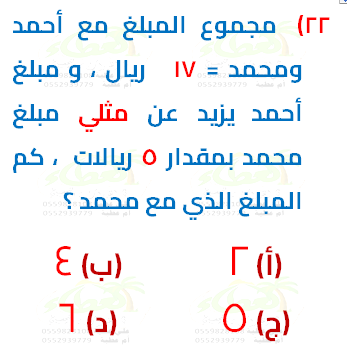 ٢٢) مجموع المبلغ مع أحمد
ومحمد = ١٧ ريال ، و مبلغ
أحمد يزيد عن مثلي مبلغ
محمد بمقدار ٥ ريالات ، كم
المبلغ الذي مع محمد ؟
(أ) ٢ (ب) ٤
(ج) ٥ (د) ٦